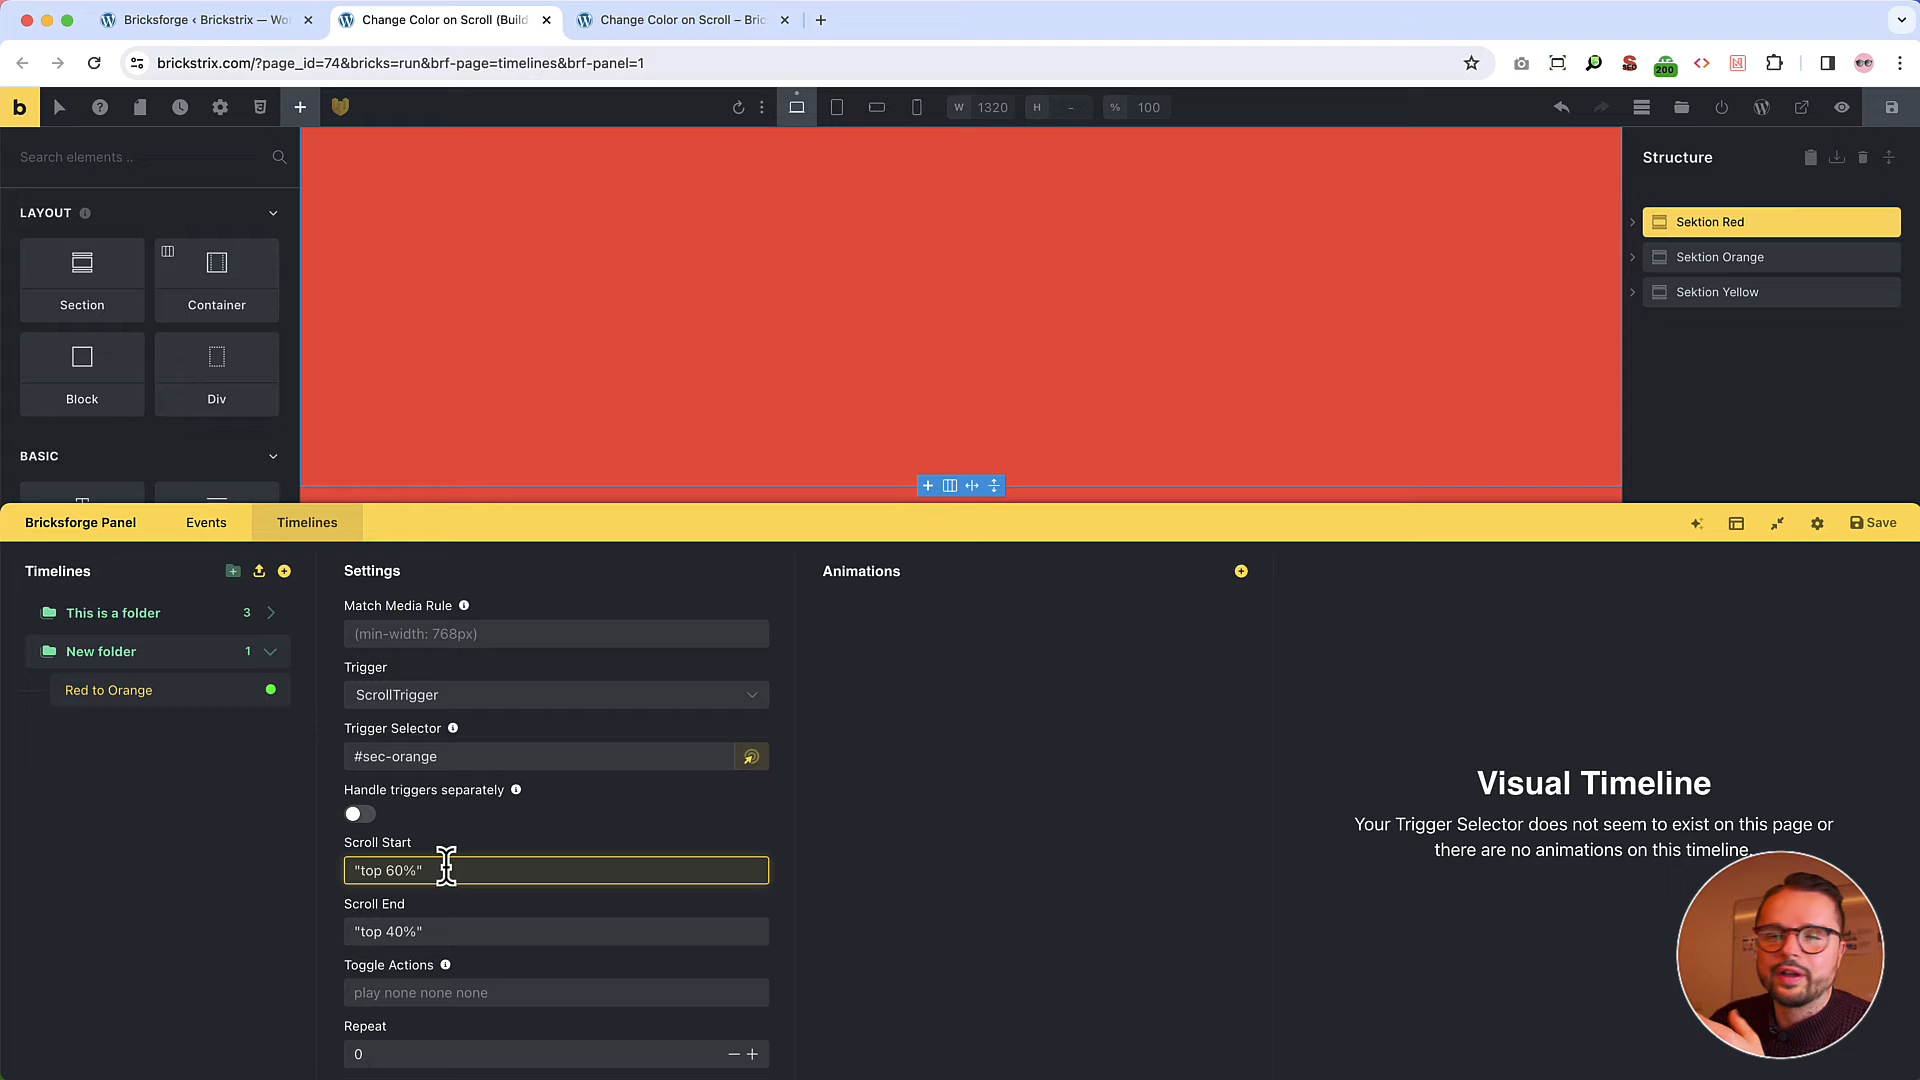 Bricksforge ‹ Brickstrix — Wo
Change Color on Scroll (Build
Change Color on Scroll – Bric
brickstrix.com/?page_id=74&bricks=run&brf-page=timelines&brf-panel=1
200
b
W 1320 H - % 100
Search elements ..
LAYOUT
Section
Container
Block
Div
BASIC
Structure
Sektion Red
Sektion Orange
Sektion Yellow
Bricksforge Panel
Events
Timelines
Save
Timelines
This is a folder 3
New folder 1
Red to Orange
Settings
Match Media Rule
(min-width: 768px)
Trigger
ScrollTrigger
Trigger Selector
#sec-orange
Handle triggers separately
Scroll Start
"top 60%"
Scroll End
"top 40%"
Toggle Actions
play none none none
Repeat
0
Animations
Visual Timeline
Your Trigger Selector does not seem to exist on this page or
there are no animations on this timeline.